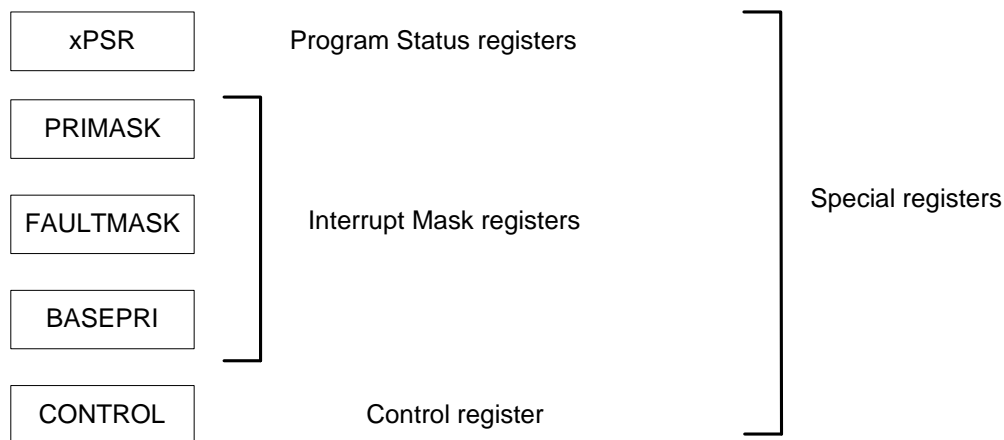 xPSR Program Status registers
PRIMASK
FAULTMASK Interrupt Mask registers Special registers
BASEPRI
CONTROL Control register